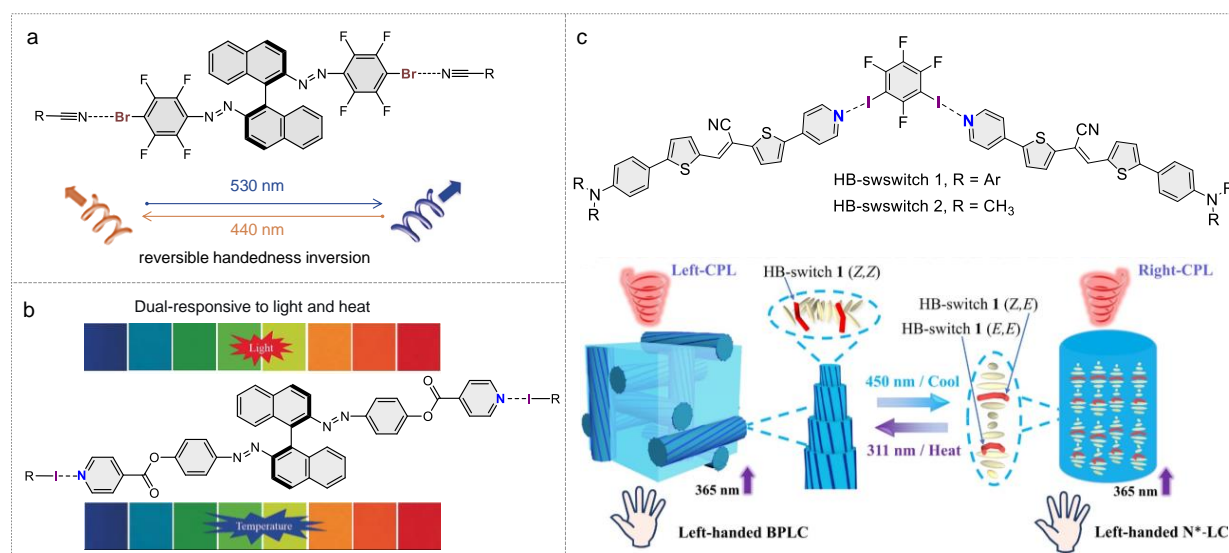 a
F
F
N≡C
R
N
N
Br
F
F
F
F
R
C≡N
Br
N
N
F
F
530 nm
440 nm
reversible handedness inversion
b
Dual-responsive to light and heat
Light
O
N
I
R
N
N
O
O
N
N
R
I
N
O
Temperature
c
F
F
F
I
I
F
N
N
NC
S
S
CN
S
S
R
N
R
HB-swswitch 1, R = Ar
HB-swswitch 2, R = CH₃
R
N
R
Left-CPL
HB-switch 1 (Z,Z)
Right-CPL
HB-switch 1 (Z,E)
HB-switch 1 (E,E)
450 nm / Cool
311 nm / Heat
365 nm
365 nm
Left-handed BPLC
Left-handed N*-LC